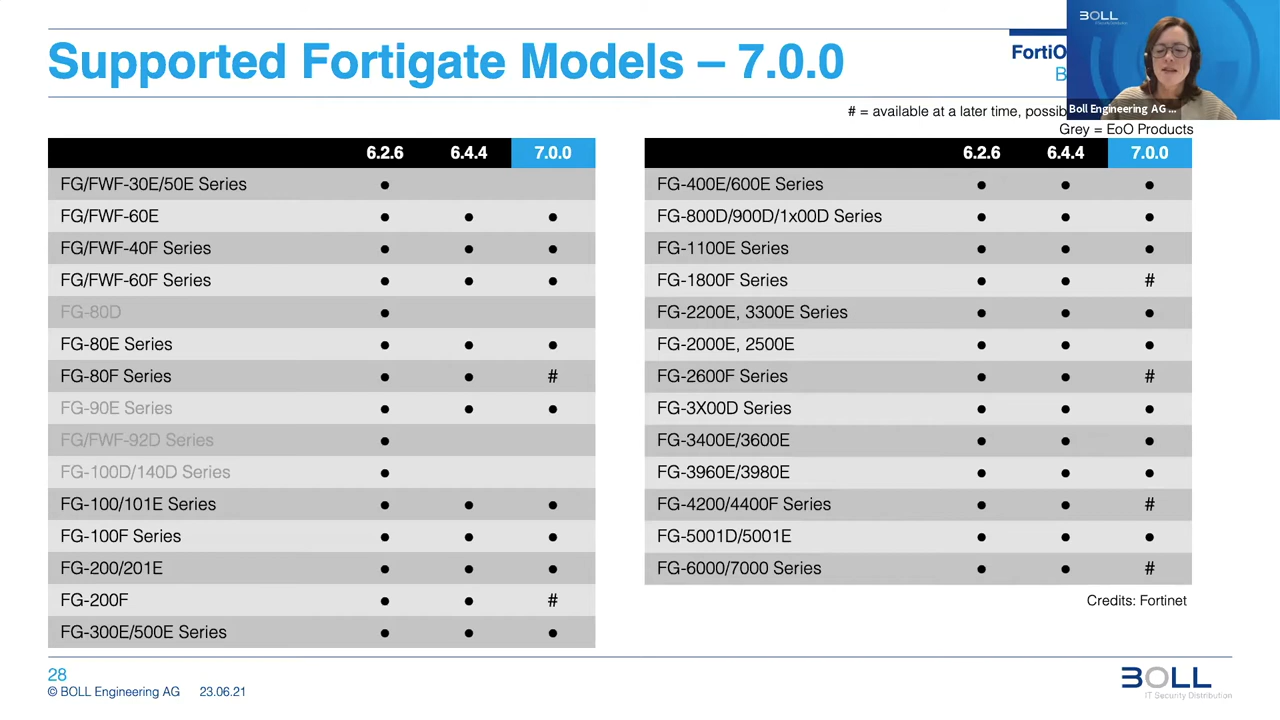 BOLL
Supported Fortigate Models – 7.0.0
FortiO
B
# = available at a later time, possib
Boll Engineering AG ...
Grey = EoO Products
6.2.6 6.4.4 7.0.0
FG/FWF-30E/50E Series ●
FG/FWF-60E ● ● ●
FG/FWF-40F Series ● ● ●
FG/FWF-60F Series ● ● ●
FG-80D ●
FG-80E Series ● ● ●
FG-80F Series ● ● #
FG-90E Series ● ● ●
FG/FWF-92D Series ●
FG-100D/140D Series ●
FG-100/101E Series ● ● ●
FG-100F Series ● ● ●
FG-200/201E ● ● ●
FG-200F ● ● #
FG-300E/500E Series ● ● ●
6.2.6 6.4.4 7.0.0
FG-400E/600E Series ● ● ●
FG-800D/900D/1x00D Series ● ● ●
FG-1100E Series ● ● ●
FG-1800F Series ● ● #
FG-2200E, 3300E Series ● ● ●
FG-2000E, 2500E ● ● ●
FG-2600F Series ● ● #
FG-3X00D Series ● ● ●
FG-3400E/3600E ● ● ●
FG-3960E/3980E ● ● ●
FG-4200/4400F Series ● ● #
FG-5001D/5001E ● ● ●
FG-6000/7000 Series ● ● #
Credits: Fortinet
28
© BOLL Engineering AG 23.06.21
BOLL
IT Security Distribution